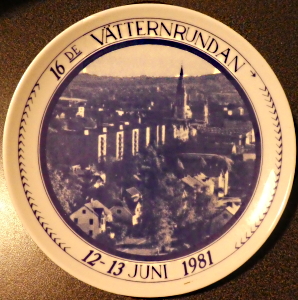 16 DE VÄTTERNRUNDAN
12-13 JUNI 1981